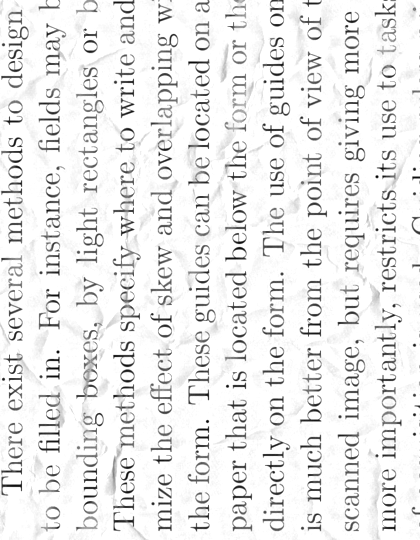 There exist several methods to design
to be filled in. For instance, fields may
bounding boxes, by light rectangles or
These methods specify where to write and
mize the effect of skew and overlapping
the form. These guides can be located on
paper that is located below the form or
directly on the form. The use of guides on
is much better from the point of view of
scanned image, but requires giving more
more importantly, restricts its use to tasks